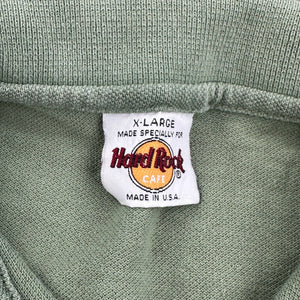 X-LARGE
MADE SPECIALLY FOR
Hard Rock
CAFE
®
MADE IN U.S.A.